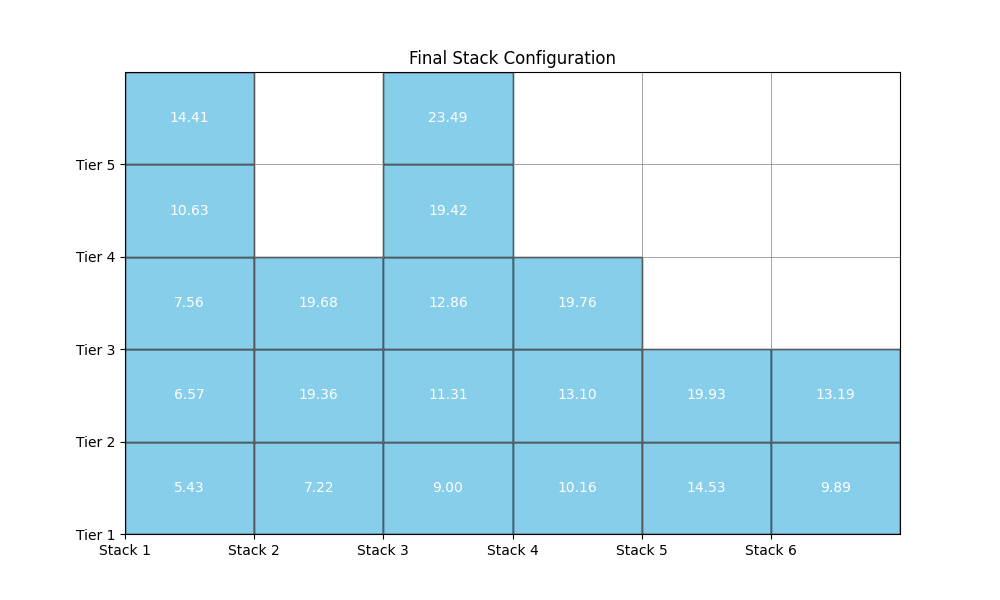 Final Stack Configuration
14.41 23.49
Tier 5
10.63 19.42
Tier 4
7.56 19.68 12.86 19.76
Tier 3
6.57 19.36 11.31 13.10 19.93 13.19
Tier 2
5.43 7.22 9.00 10.16 14.53 9.89
Tier 1
Stack 1 Stack 2 Stack 3 Stack 4 Stack 5 Stack 6